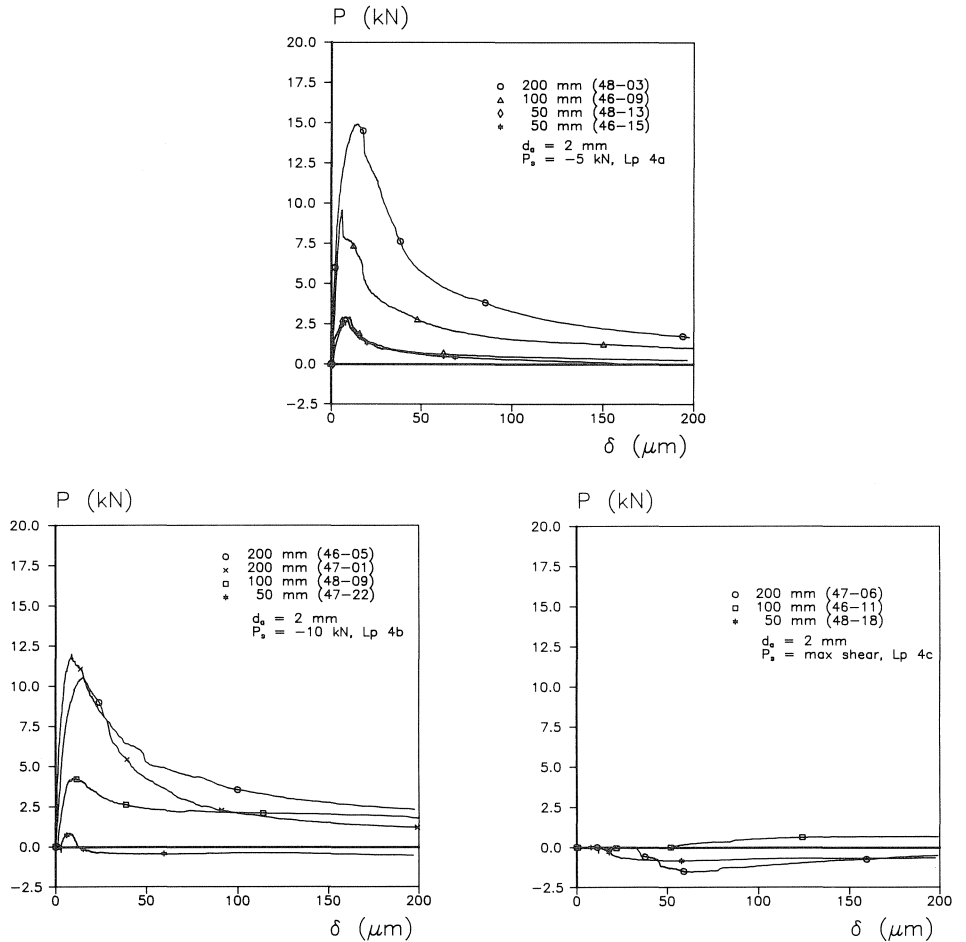 P (kN)
20.0
17.5
15.0
12.5
10.0
7.5
5.0
2.5
0.0
−2.5
200 mm (48−03)
100 mm (46−09)
50 mm (48−13)
50 mm (46−15)
dₐ = 2 mm
Pₛ = −5 kN, Lp 4a
0 50 100 150 200
δ (μm)
P (kN)
20.0
17.5
15.0
12.5
10.0
7.5
5.0
2.5
0.0
−2.5
200 mm (46−05)
200 mm (47−01)
100 mm (48−09)
50 mm (47−22)
dₐ = 2 mm
Pₛ = −10 kN, Lp 4b
0 50 100 150 200
δ (μm)
P (kN)
20.0
17.5
15.0
12.5
10.0
7.5
5.0
2.5
0.0
−2.5
200 mm (47−06)
100 mm (46−11)
50 mm (48−18)
dₐ = 2 mm
Pₛ = max shear, Lp 4c
0 50 100 150 200
δ (μm)